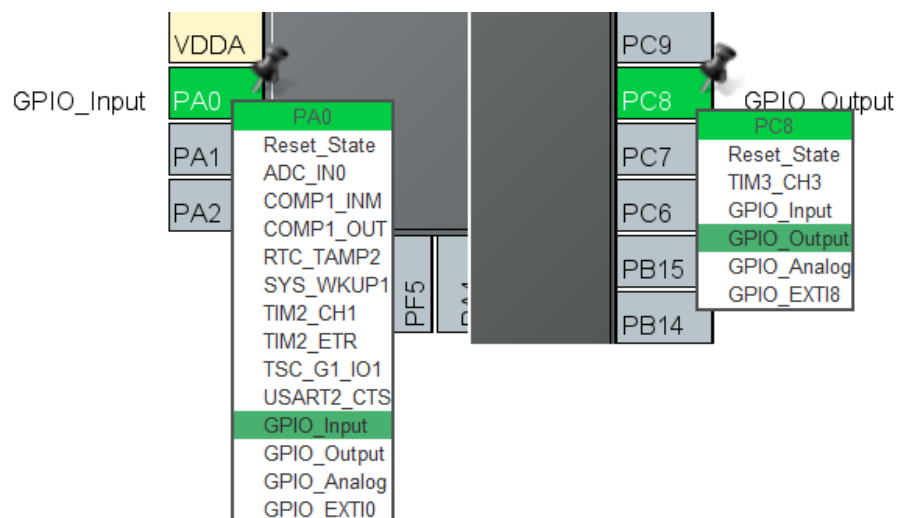 VDDA
GPIO_Input
PA0
PA1
PA2
PA0
Reset_State
ADC_IN0
COMP1_INM
COMP1_OUT
RTC_TAMP2
SYS_WKUP1
TIM2_CH1
TIM2_ETR
TSC_G1_IO1
USART2_CTS
GPIO_Input
GPIO_Output
GPIO_Analog
GPIO_EXTI0
PF5
PC9
PC8
GPIO_Output
PC7
PC6
PB15
PB14
PC8
Reset_State
TIM3_CH3
GPIO_Input
GPIO_Output
GPIO_Analog
GPIO_EXTI8